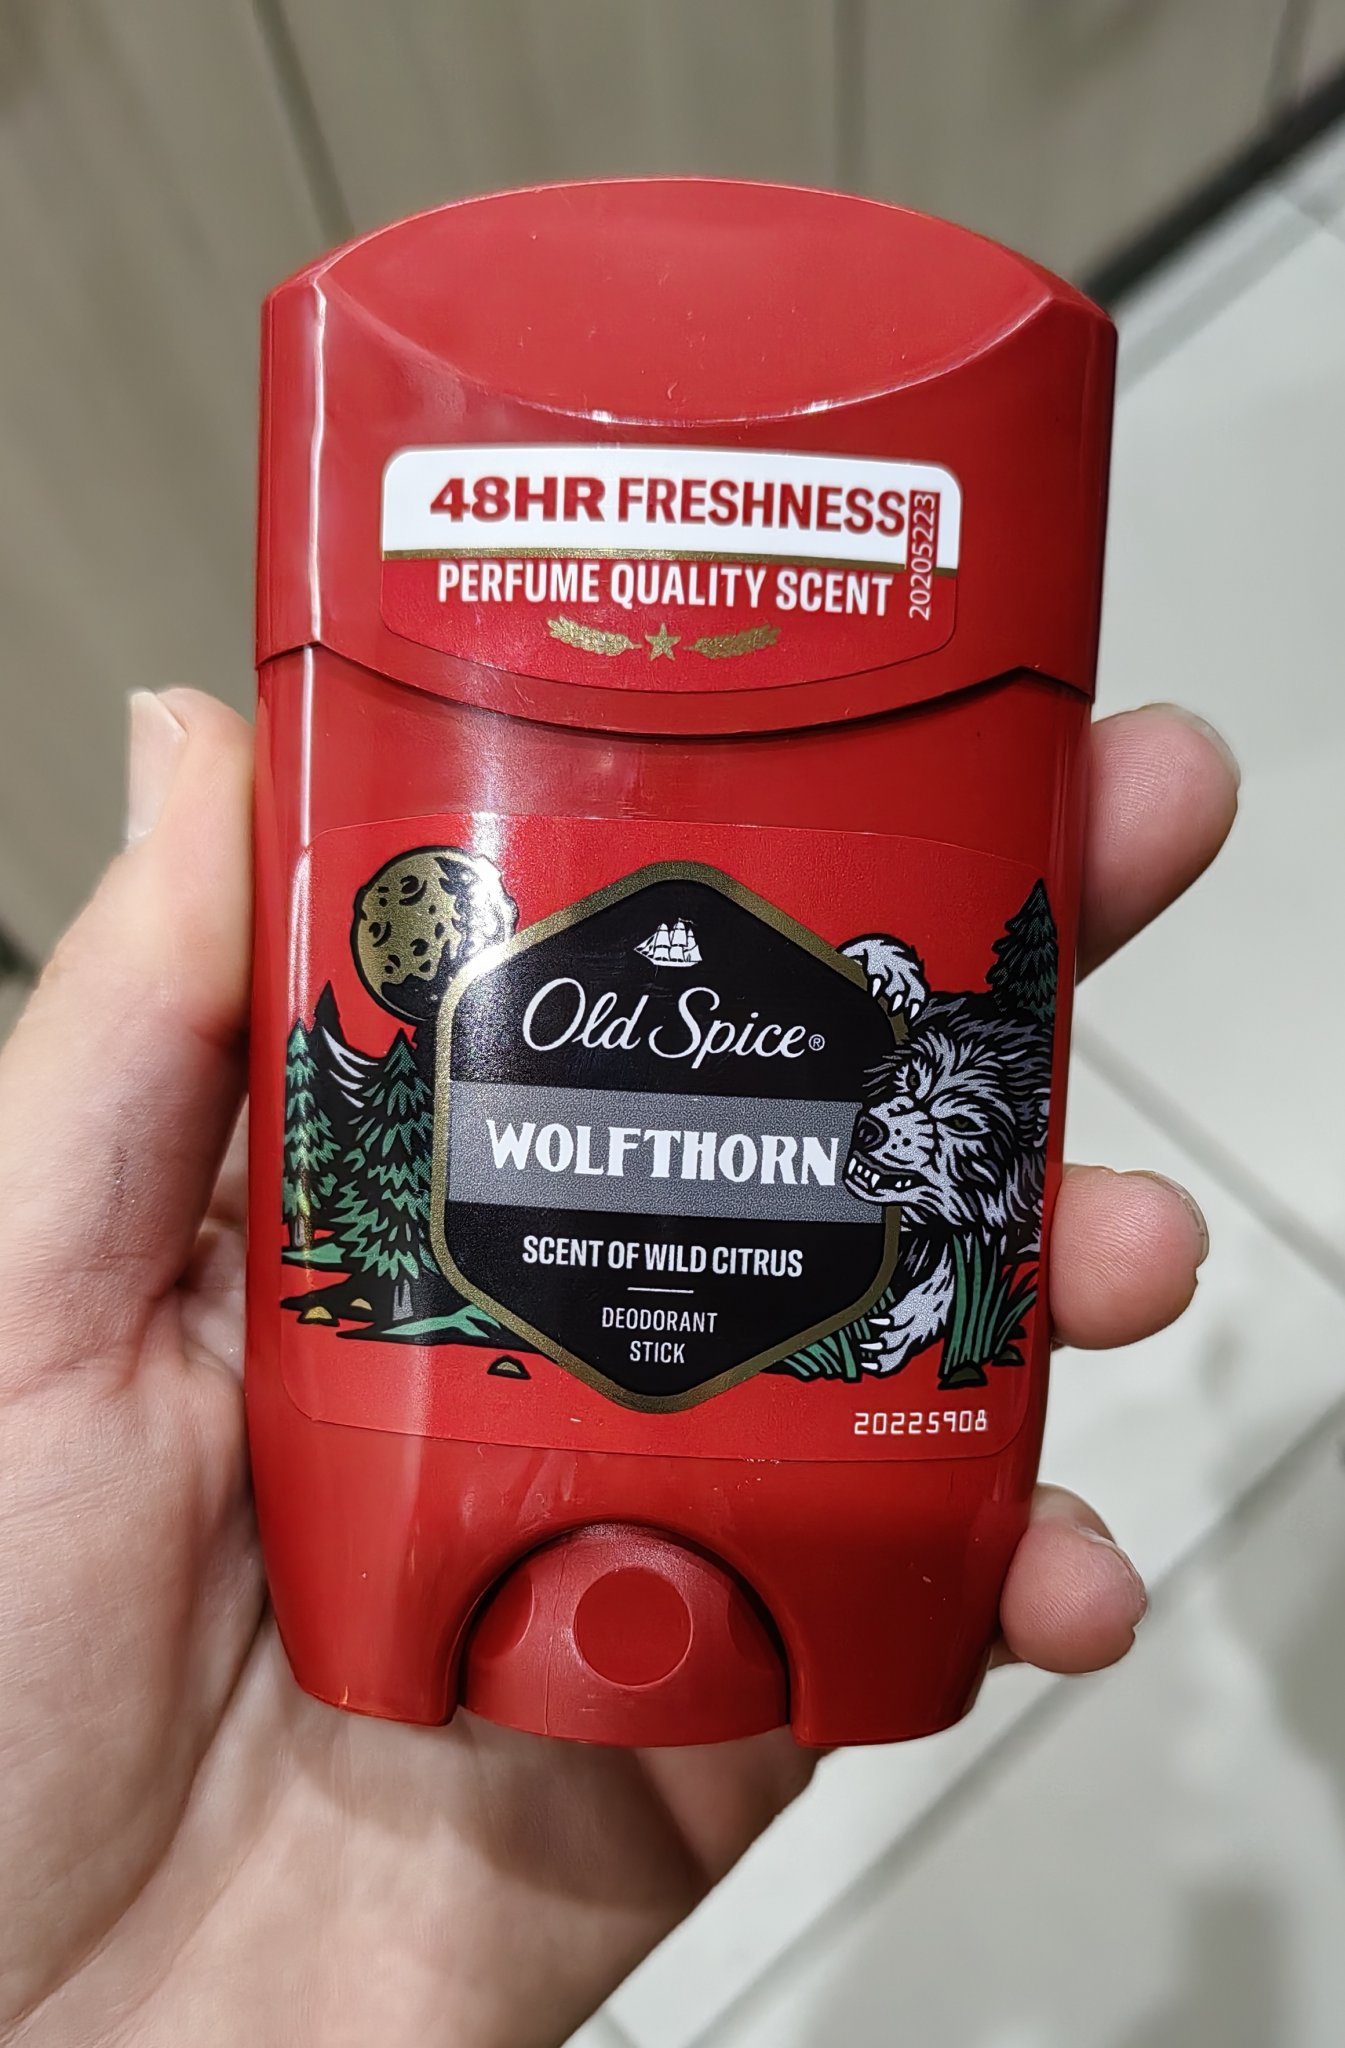 48HR FRESHNESS
20205223
PERFUME QUALITY SCENT
Old Spice®
WOLFTHORN
SCENT OF WILD CITRUS
DEODORANT
STICK
20225908